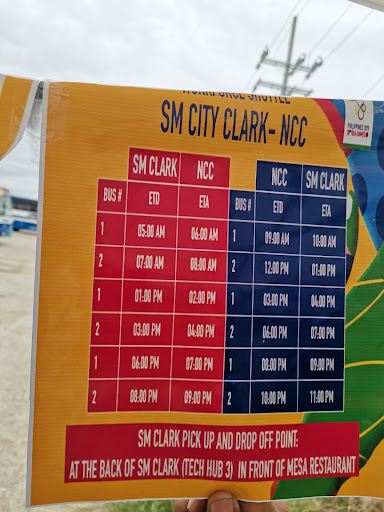 WORKFORCE SHUTTLE
SM CITY CLARK- NCC
PHILIPPINES 2019
30th SEA GAMES
SM CLARK NCC
BUS # ETD ETA
1 05:00 AM 06:00 AM
2 07:00 AM 08:00 AM
1 01:00 PM 02:00 PM
2 03:00 PM 04:00 PM
1 06:00 PM 07:00 PM
2 08:00 PM 09:00 PM
NCC SM CLARK
BUS # ETD ETA
1 09:00 AM 10:00 AM
2 12:00 PM 01:00 PM
1 03:00 PM 04:00 PM
2 06:00 PM 07:00 PM
1 08:00 PM 09:00 PM
2 10:00 PM 11:00 PM
SM CLARK PICK UP AND DROP OFF POINT:
AT THE BACK OF SM CLARK (TECH HUB 3) IN FRONT OF MESA RESTAURANT